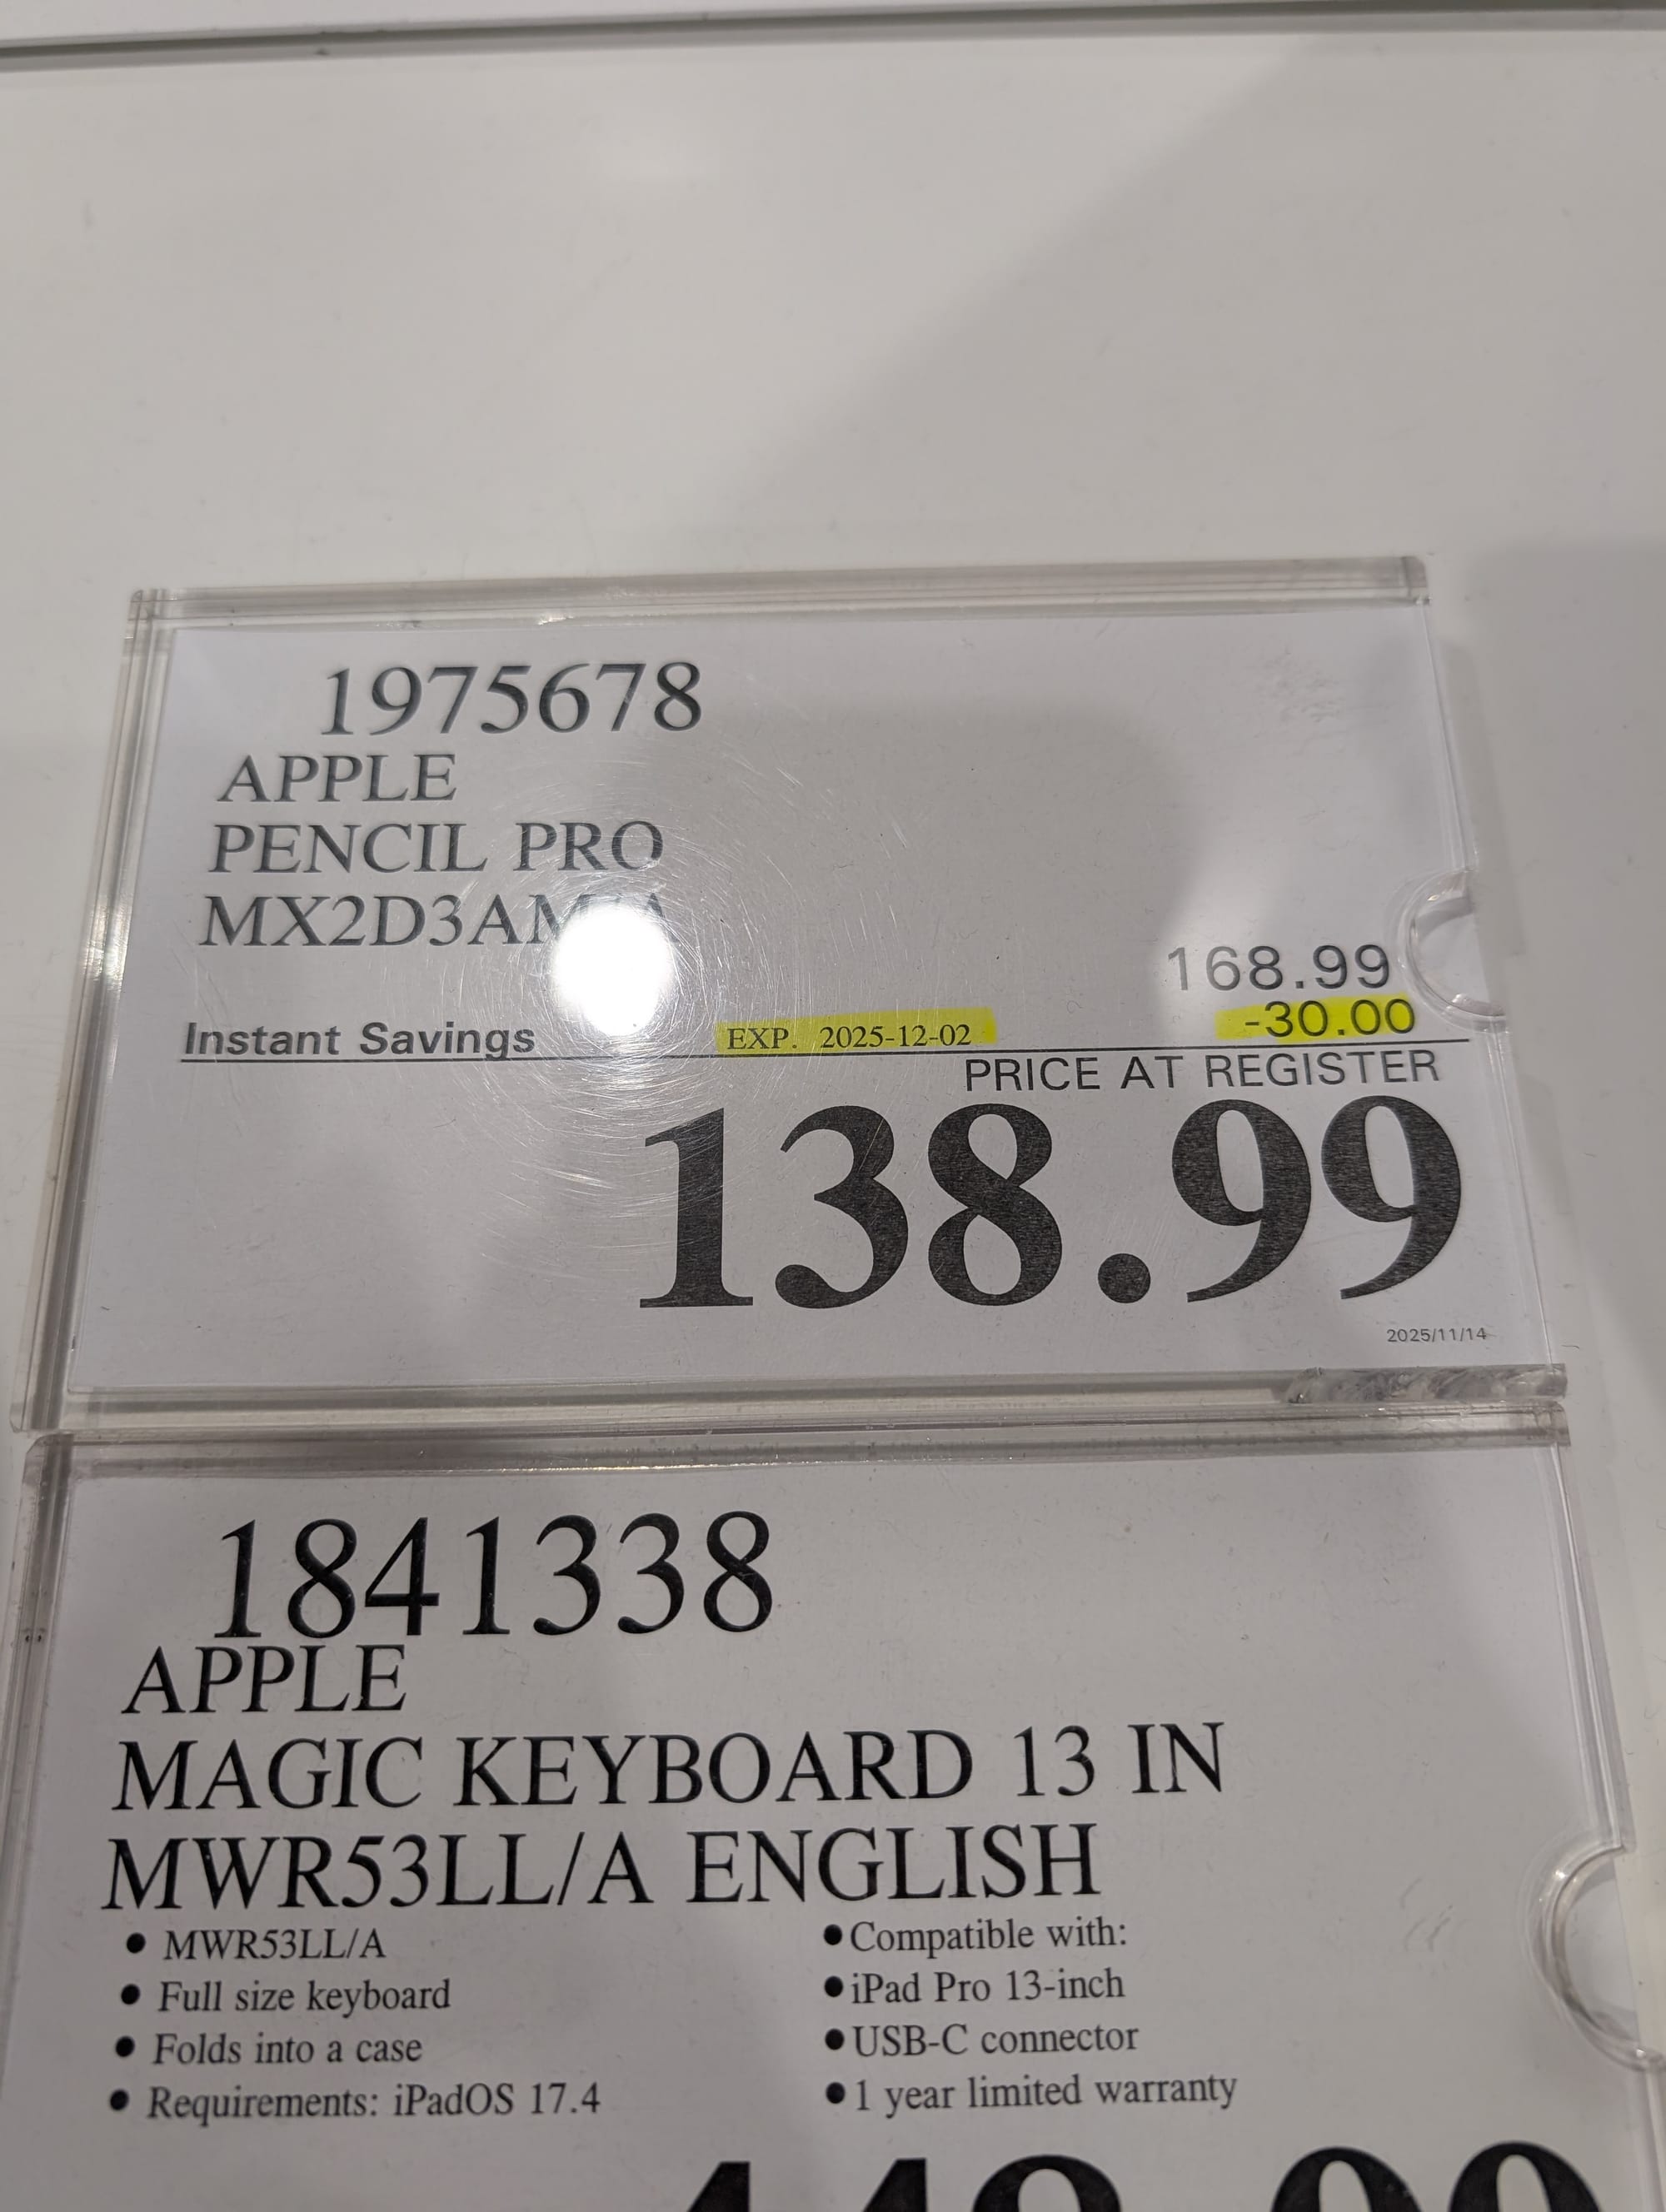 1975678
APPLE
PENCIL PRO
168.99
Instant Savings EXP. 2025-12-02 -30.00
PRICE AT REGISTER
138.99
2025/11/14
1841338
APPLE
MAGIC KEYBOARD 13 IN
MWR53LL/A ENGLISH
• MWR53LL/A
• Full size keyboard
• Folds into a case
• Requirements: iPadOS 17.4
• Compatible with:
• iPad Pro 13-inch
• USB-C connector
• 1 year limited warranty